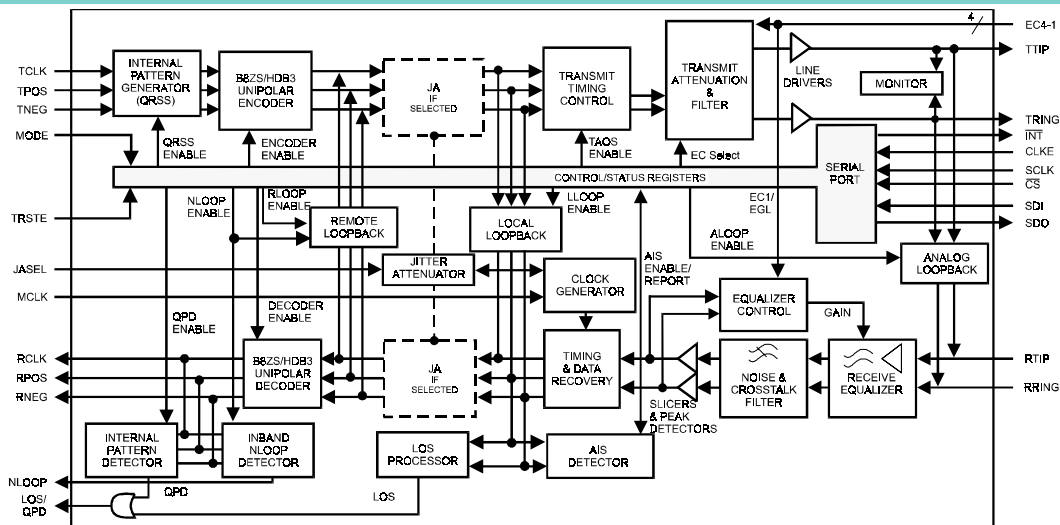 4
EC4-1
TTIP
TCLK
TPOS
TNEG
MODE
INTERNAL
PATTERN
GENERATOR
(QRSS)
B8ZS/HDB3
UNIPOLAR
ENCODER
JA
IF
SELECTED
TRANSMIT
TIMING
CONTROL
TRANSMIT
ATTENUATION
&
FILTER
LINE
DRIVERS
MONITOR
TRING
INT
CLKE
SCLK
CS
SDI
SDO
QRSS
ENABLE
ENCODER
ENABLE
TAOS
ENABLE
EC Select
SERIAL
PORT
CONTROL/STATUS REGISTERS
TRSTE
NLOOP
ENABLE
RLOOP
ENABLE
REMOTE
LOOPBACK
LLOOP
ENABLE
LOCAL
LOOPBACK
EC1/
EGL
ALOOP
ENABLE
ANALOG
LOOPBACK
JASEL
JITTER
ATTENUATOR
AIS
ENABLE/
REPORT
MCLK
CLOCK
GENERATOR
EQUALIZER
CONTROL
GAIN
QPD
ENABLE
DECODER
ENABLE
RCLK
RPOS
RNEG
B8ZS/HDB3
UNIPOLAR
DECODER
JA
IF
SELECTED
TIMING
& DATA
RECOVERY
SLICERS
& PEAK
DETECTORS
NOISE &
CROSSTALK
FILTER
RECEIVE
EQUALIZER
RTIP
RRING
INTERNAL
PATTERN
DETECTOR
INBAND
NLOOP
DETECTOR
LOS
PROCESSOR
AIS
DETECTOR
NLOOP
LOS/
QPD
QPD
LOS